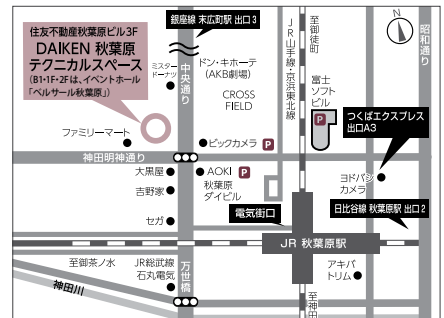 住友不動産秋葉原ビル3F
DAIKEN 秋葉原
テクニカルスペース
(B1・1F・2Fは、イベントホール
「ベルサール秋葉原」)
銀座線 末広町駅 出口3
中央通り
ミスター
ドーナツ
ドン・キホーテ
(AKB劇場)
CROSS
FIELD
JR山手線・京浜東北線
至御徒町
富士
ソフト
ビル
P
昭和通り
N
つくばエクスプレス
出口A3
ファミリーマート
ビックカメラ P
神田明神通り
大黒屋
AOKI P
吉野家
秋葉原
ダイビル
ヨドバシ
カメラ
セガ
電気街口
日比谷線 秋葉原駅 出口2
JR 秋葉原駅
至御茶ノ水
JR総武線
石丸電気
万世橋
アキバ
トリム
神田川
至神田